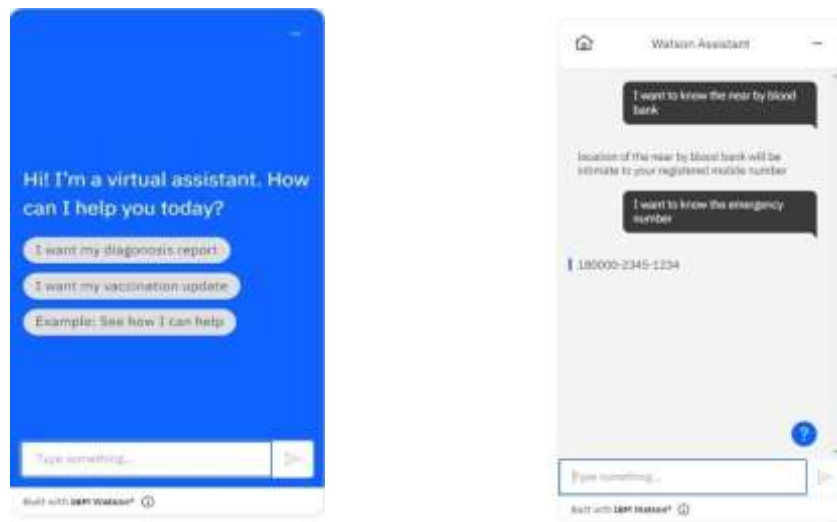 Hi! I'm a virtual assistant. How
can I help you today?
I want my diagonosis report
I want my vaccination update
Example: See how I can help
Type something...
Built with IBM Watson®
Watson Assistant
I want to know the near by blood
bank
location of the near by blood bank will be
intimate to your registered mobile number
I want to know the emergency
number
180000-2345-1234
?
Type something...
Built with IBM Watson®